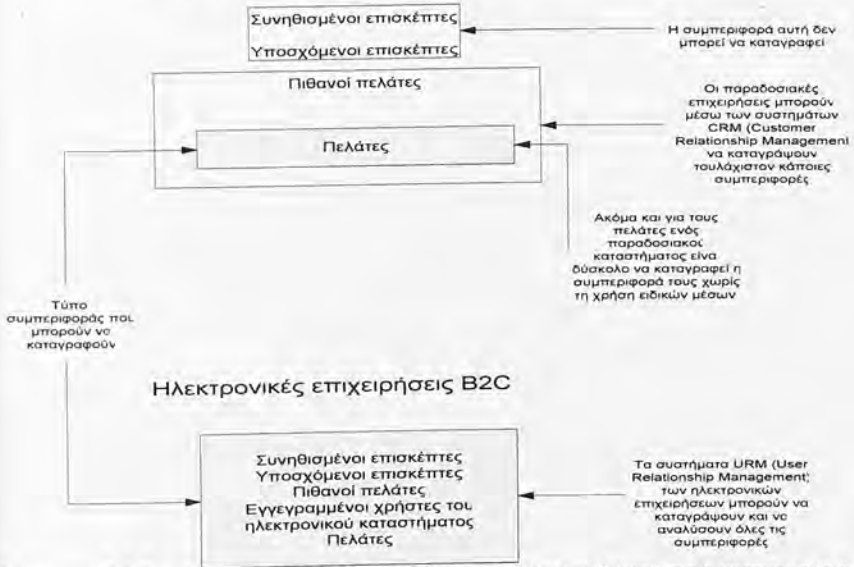 Συνηθισμένοι επισκέπτες
Υποσχόμενοι επισκέπτες
Η συμπεριφορά αυτή δεν
μπορεί να καταγραφεί
Πιθανοί πελάτες
Πελάτες
Οι παραδοσιακές
επιχειρήσεις μπορούν
μέσω των συστημάτων
CRM (Customer
Relationship Management
να καταγράψουν
τουλάχιστον κάποιες
συμπεριφορές
Ακόμα και για τους
πελάτες ενός
παραδοσιακού
καταστήματος είνα
δύσκολο να καταγραφεί η
συμπεριφορά τους χωρίς
τη χρήση ειδικών μέσων
Τύπο
συμπεριφοράς που
μπορούν νο
καταγραφούν
Ηλεκτρονικές επιχειρήσεις B2C
Συνηθισμένοι επισκέπτες
Υποσχόμενοι επισκέπτες
Πιθανοί πελάτες
Εγγεγραμμένοι χρήστες του
ηλεκτρονικού καταστήματος
Πελάτες
Τα συστήματα URM (User
Relationship Management;
των ηλεκτρονικών
επιχειρήσεων μπορούν να
καταγράψουν και νο
αναλύσουν όλες τις
συμπεριφορές